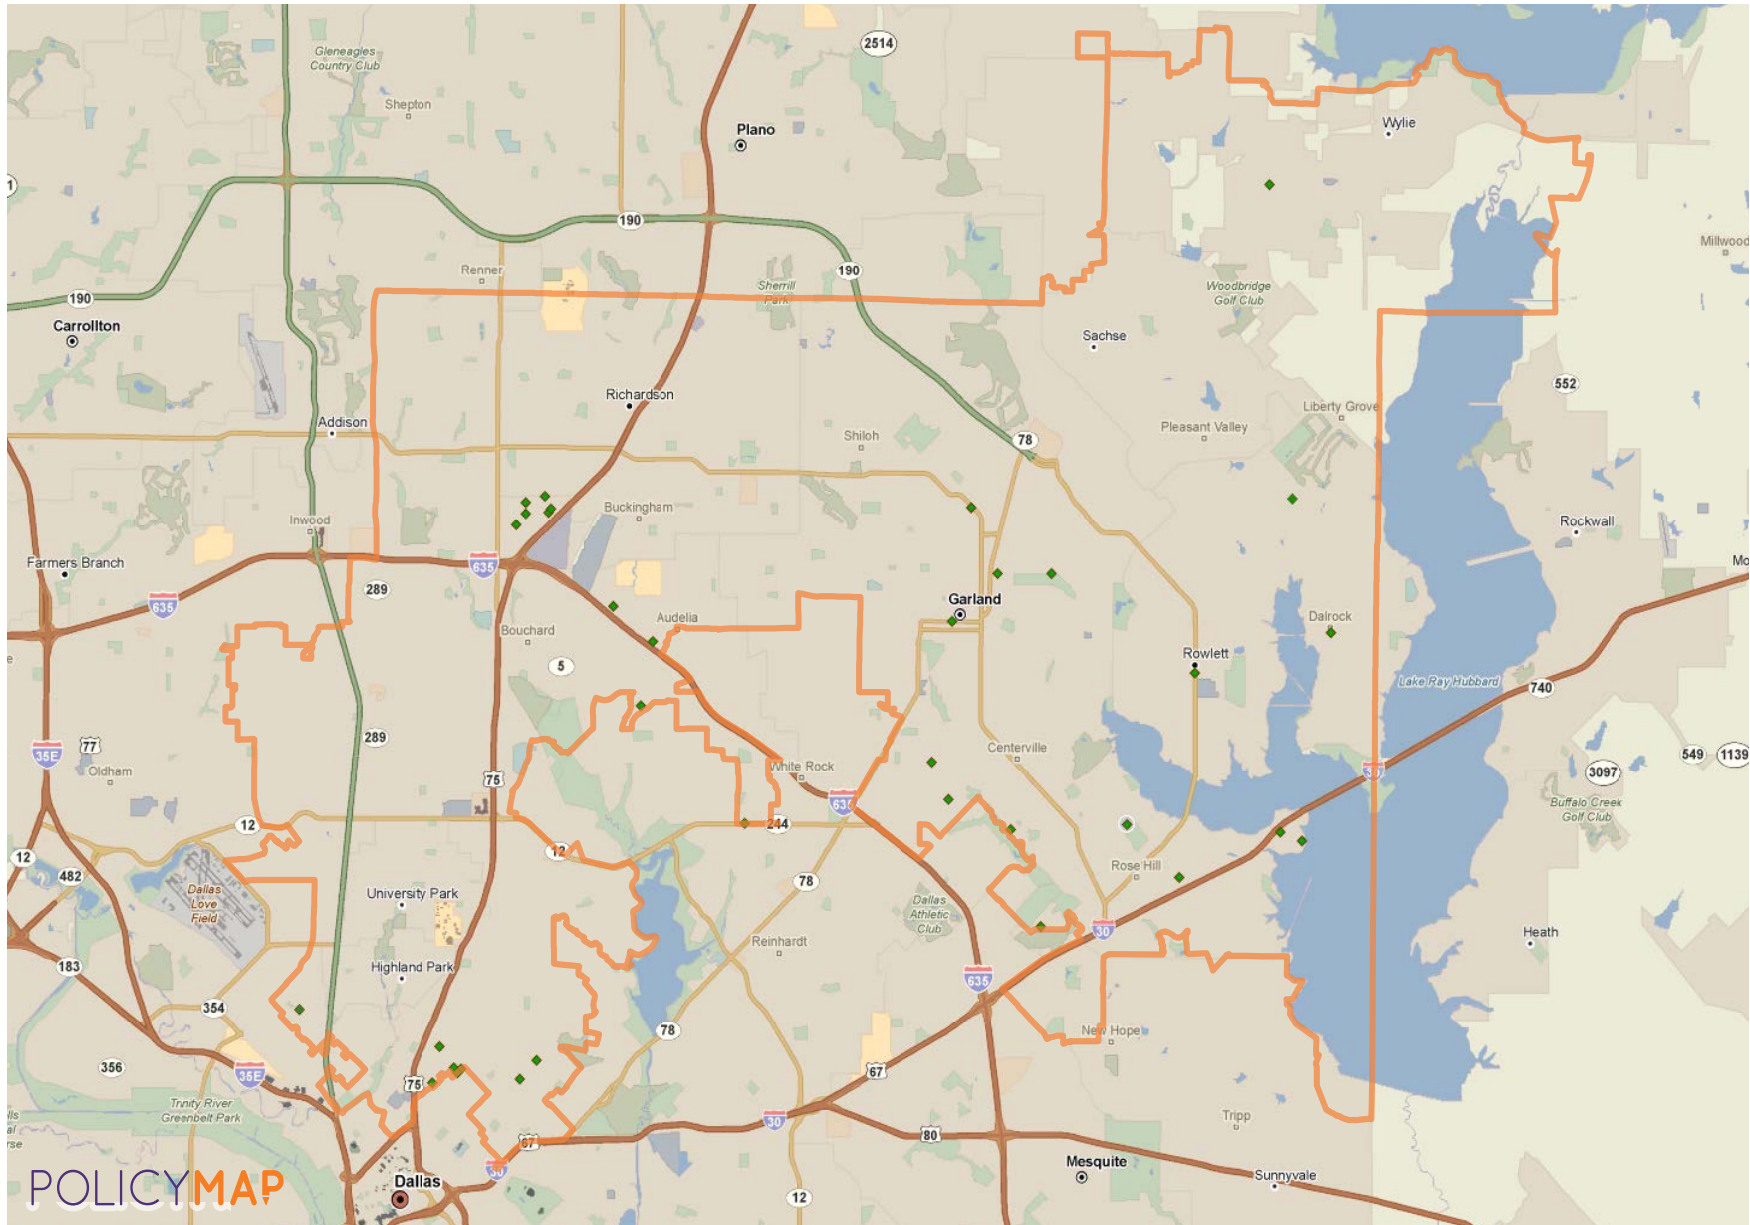 Gleneagles
Country Club
2514
Shepton
Plano
Wylie
1
190
190
Renner
190
Sherrill
Park
Millwood
Woodbridge
Golf Club
190
Carrollton
Sachse
552
Richardson
Addison
Liberty Grove
Pleasant Valley
Shiloh
78
Buckingham
Inwood
Rockwall
Farmers Branch
635
Mo
289
635
Garland
Audelia
Dalrock
Bouchard
5
Rowlett
Lake Ray Hubbard
740
289
77
35E
Centerville
549
1139
Oldham
75
White Rock
30
3097
635
Buffalo Creek
Golf Club
12
244
12
12
Rose Hill
482
78
University Park
Dallas
Love
Field
Dallas
Athletic
Club
30
Heath
Reinhardt
183
Highland Park
635
354
78
New Hope
356
35E
67
75
Trinity River
Greenbelt Park
Tripp
30
80
67
Mesquite
30
Sunnyvale
Dallas
12
POLICYMAP